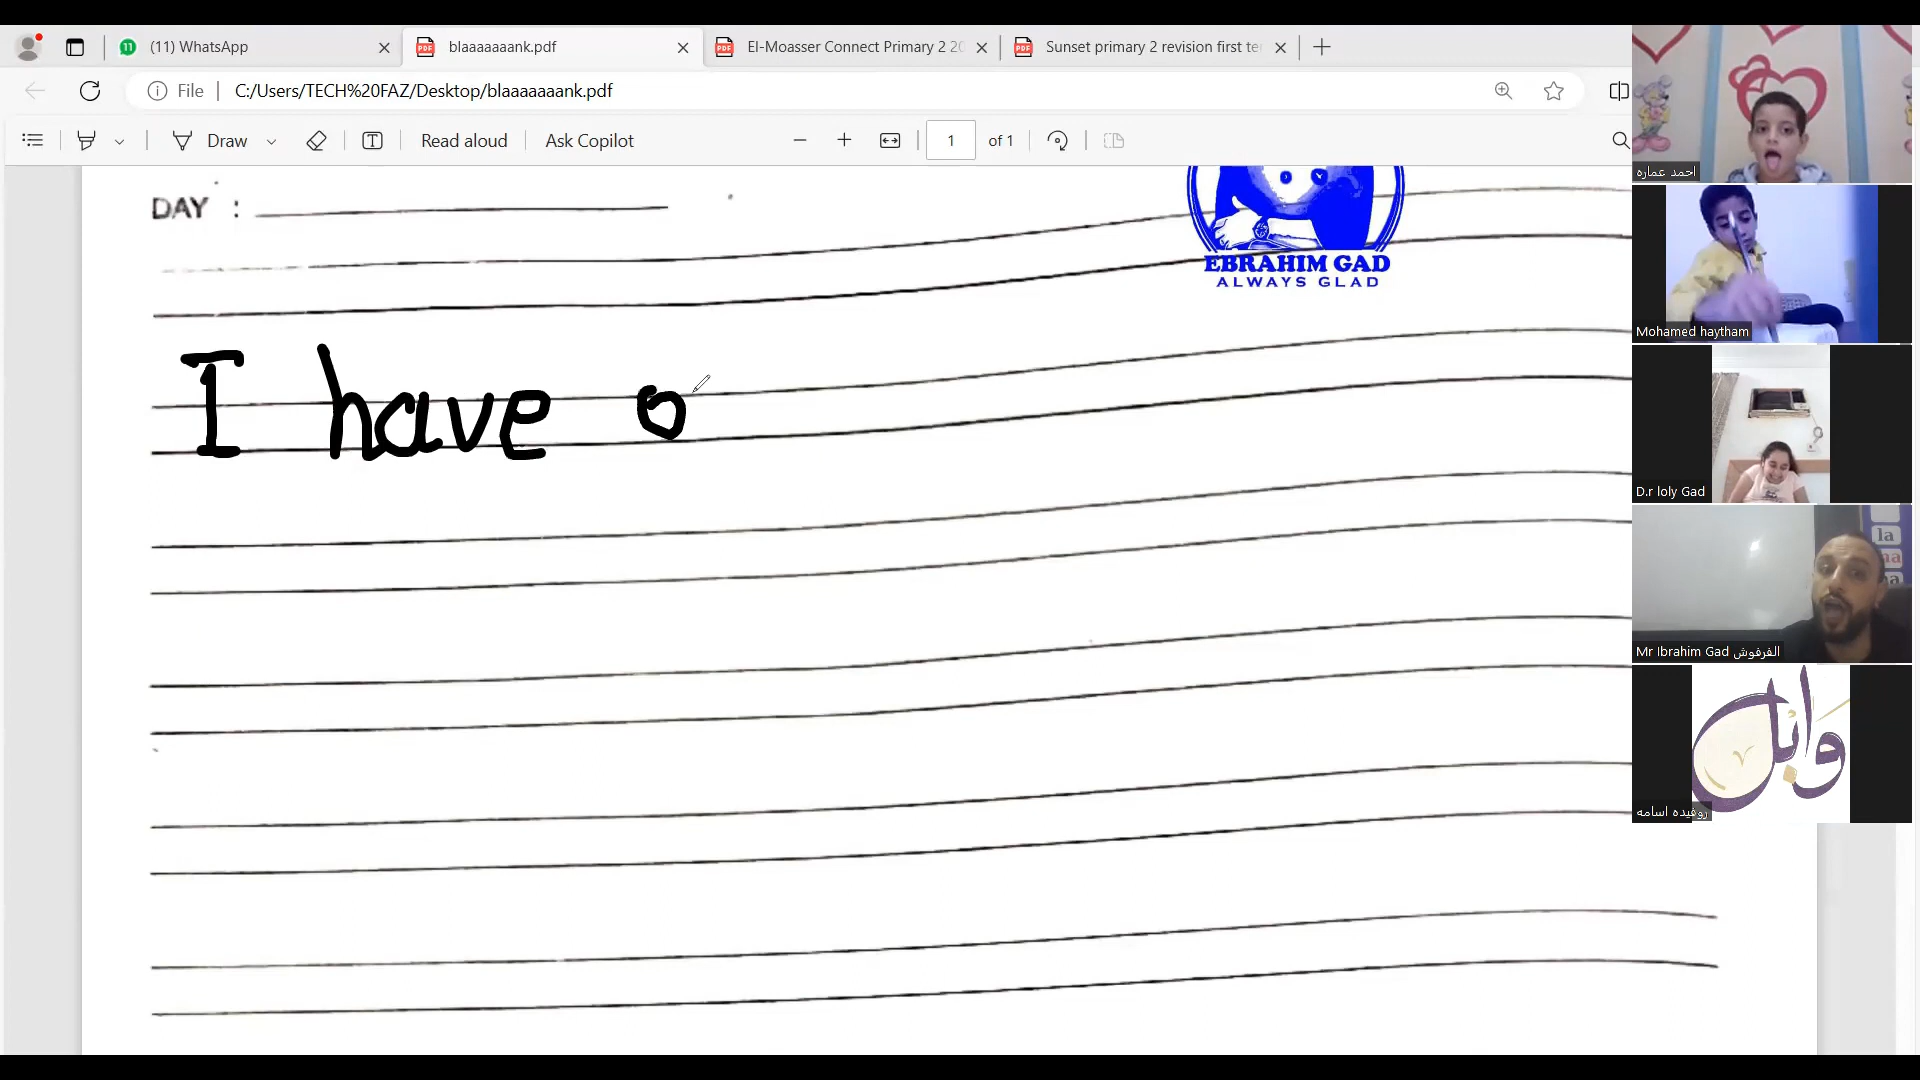 (11) WhatsApp
blaaaaaaank.pdf
El-Moasser Connect Primary 2 20
Sunset primary 2 revision first te
File
C:/Users/TECH%20FAZ/Desktop/blaaaaaaank.pdf
Draw
Read aloud
Ask Copilot
1
of 1
DAY :
EBRAHIM GAD
ALWAYS GLAD
I have o
احمد عماره
Mohamed haytham
D.r loly Gad
la
Mr Ibrahim Gad الفرفوش
وابل
روفيده اسامه